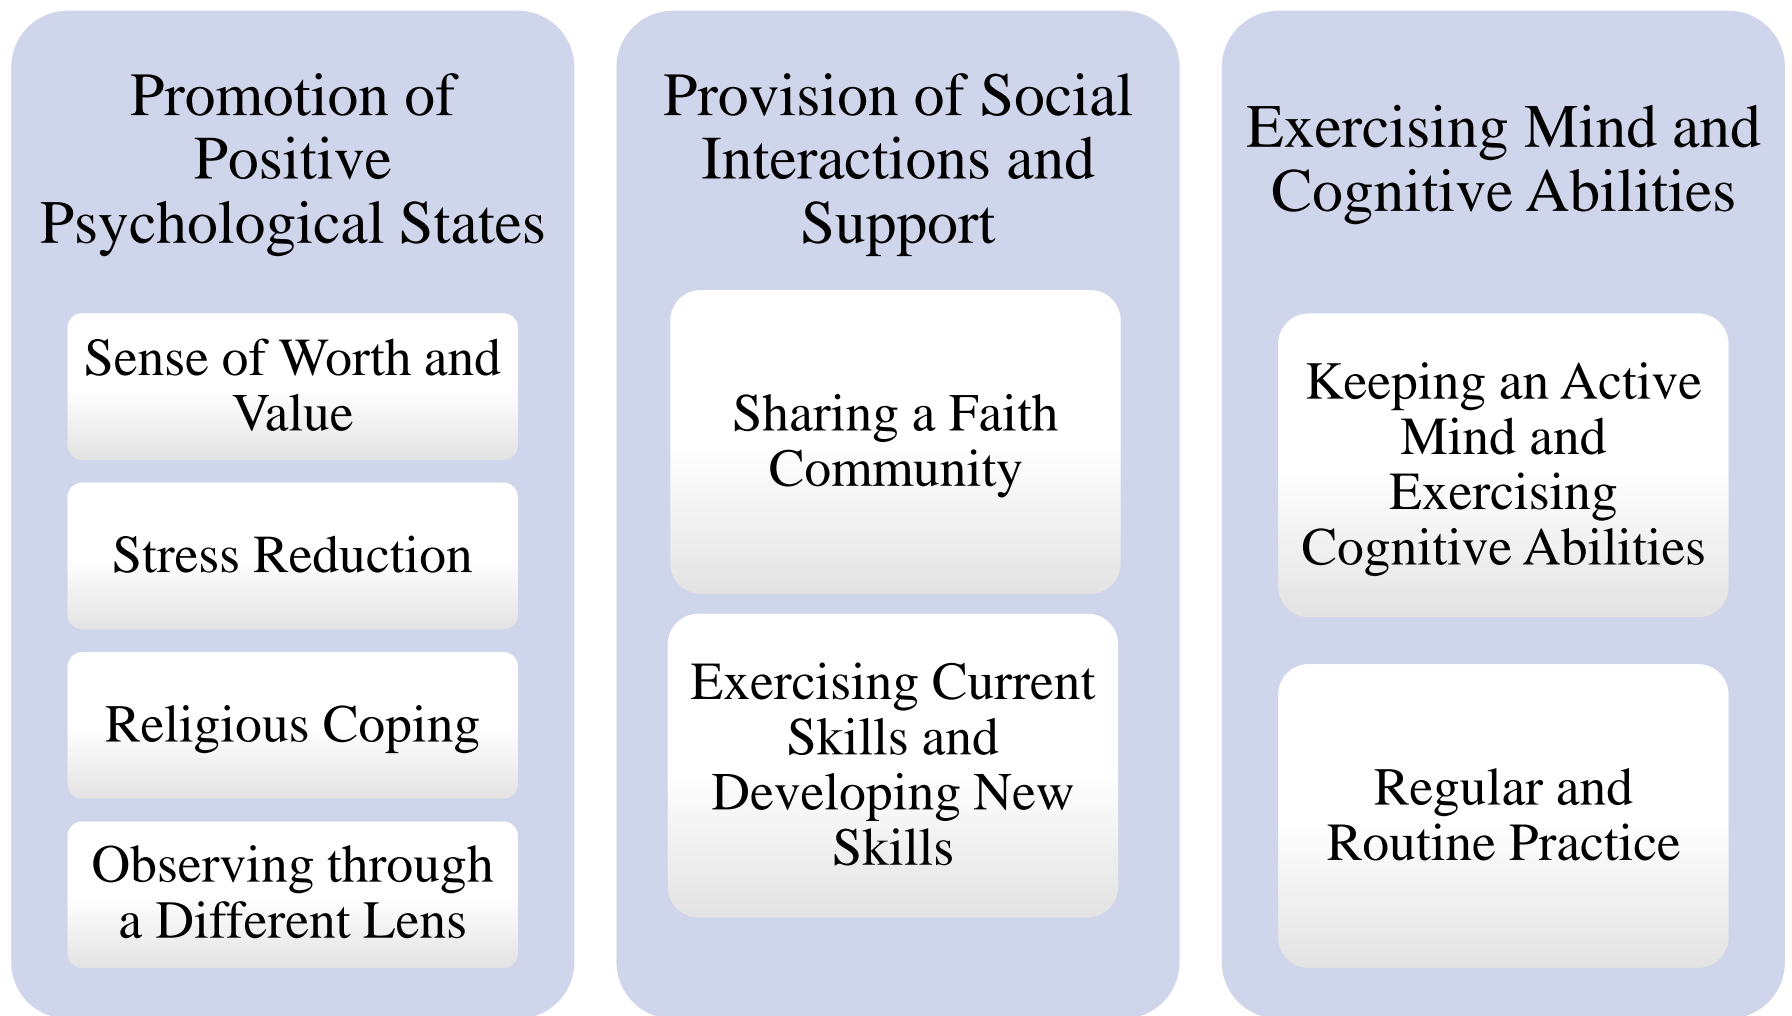 Promotion of
Positive
Psychological States
Sense of Worth and
Value
Stress Reduction
Religious Coping
Observing through
a Different Lens
Provision of Social
Interactions and
Support
Sharing a Faith
Community
Exercising Current
Skills and
Developing New
Skills
Exercising Mind and
Cognitive Abilities
Keeping an Active
Mind and
Exercising
Cognitive Abilities
Regular and
Routine Practice